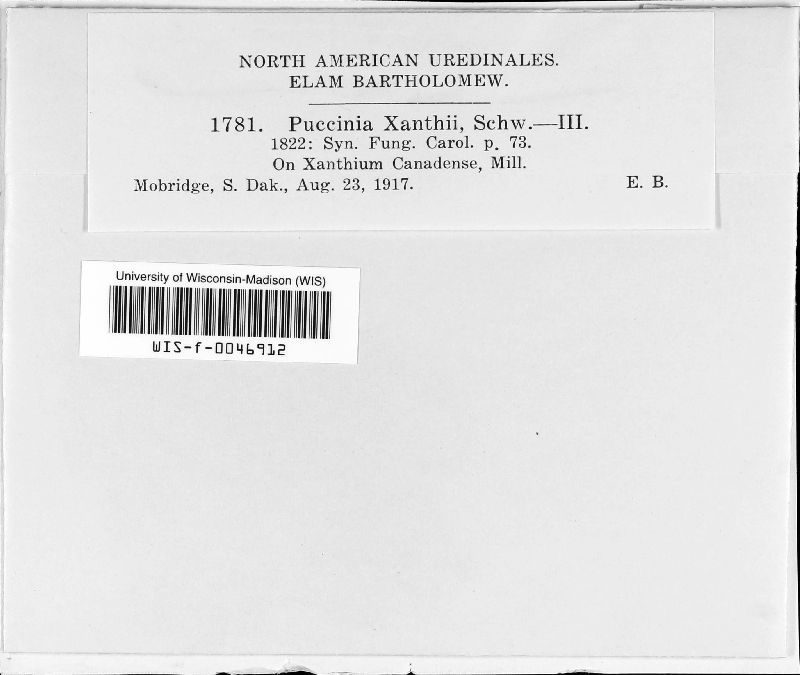 NORTH AMERICAN UREDINALES.
ELAM BARTHOLOMEW.
1781. Puccinia Xanthii, Schw.—III.
1822: Syn. Fung. Carol. p. 73.
On Xanthium Canadense, Mill.
Mobridge, S. Dak., Aug. 23, 1917. E. B.
University of Wisconsin-Madison (WIS)
WIS-f-0046912